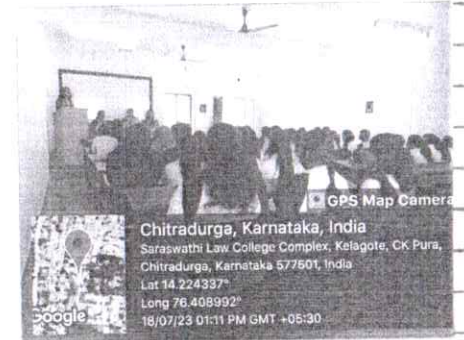 GPS Map Camera
Chitradurga, Karnataka, India
Saraswathi Law College Complex, Kelagote, CK Pura,
Chitradurga, Karnataka 577501, India
Lat 14.224337°
Long 76.408992°
18/07/23 01:11 PM GMT +05:30
Google